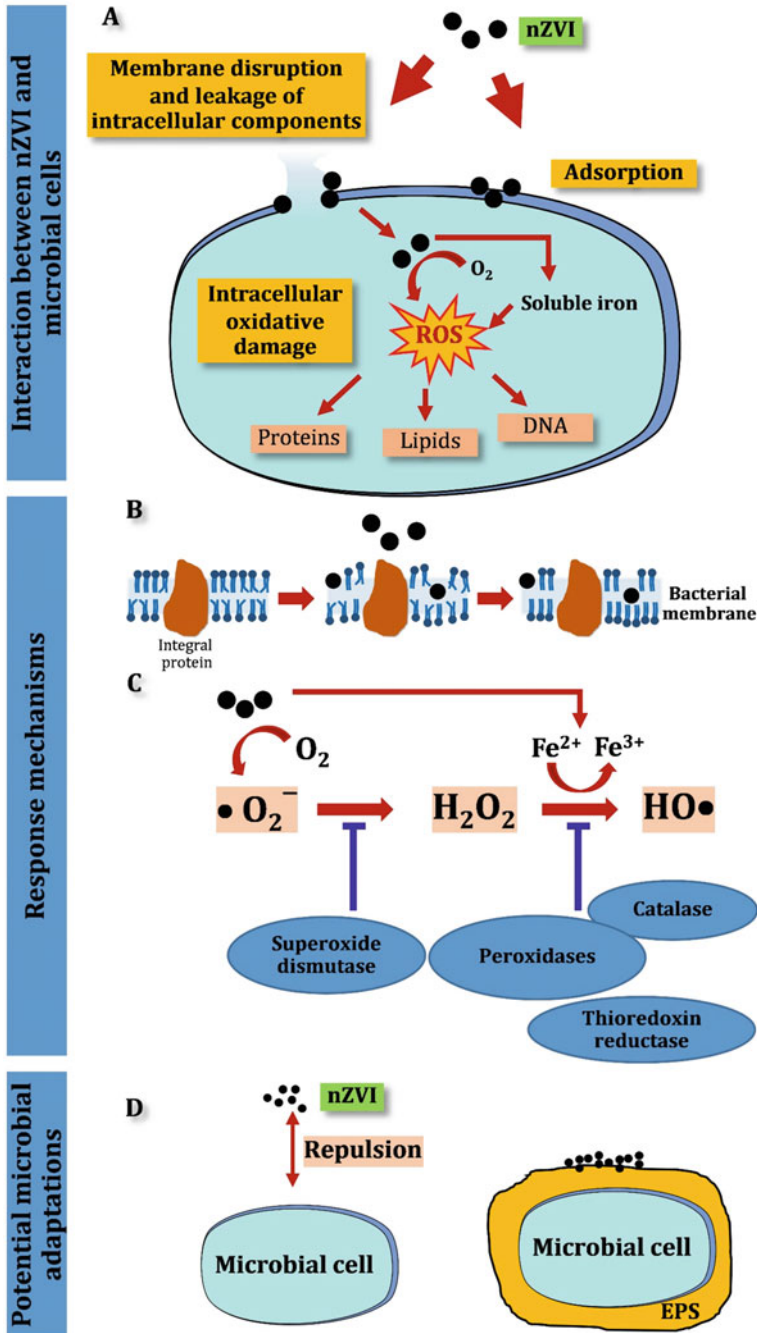 Interaction between nZVI and
microbial cells
A
nZVI
Membrane disruption
and leakage of
intracellular components
Adsorption
O₂
Soluble iron
Intracellular
oxidative
damage
ROS
Proteins
Lipids
DNA
Response mechanisms
B
Integral
protein
Bacterial
membrane
C
O₂
Fe²⁺ Fe³⁺
• O₂⁻
H₂O₂
HO•
Superoxide
dismutase
Peroxidases
Catalase
Thioredoxin
reductase
Potential microbial
adaptations
D
nZVI
Repulsion
Microbial cell
Microbial cell
EPS